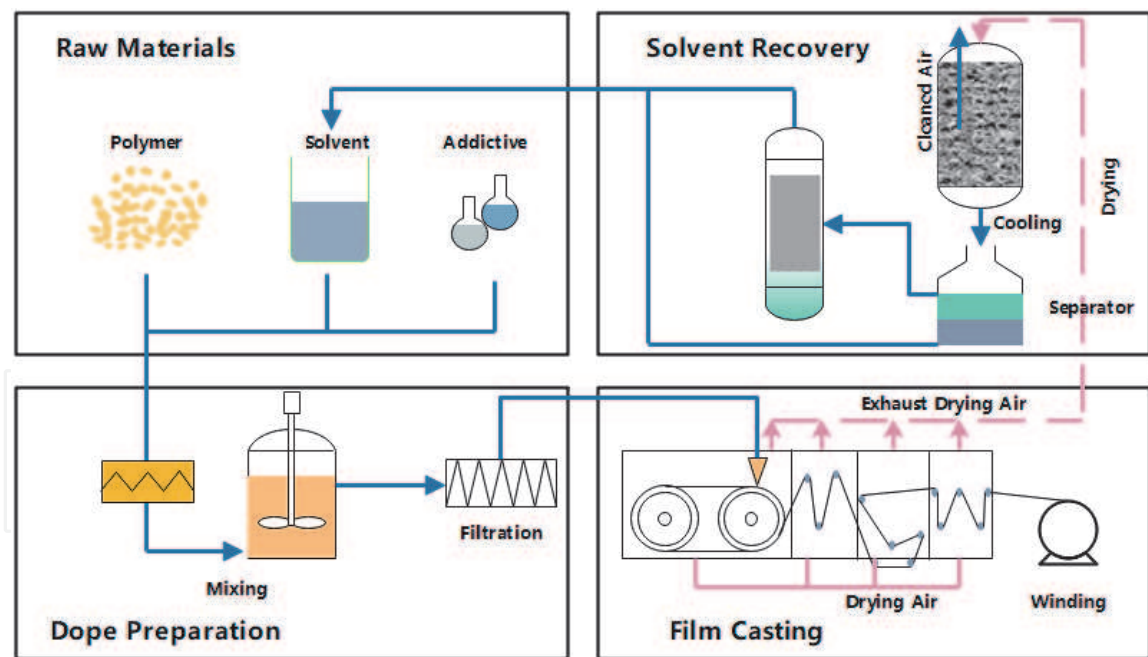 Raw Materials
Polymer
Solvent
Addictive
Solvent Recovery
Cleaned Air
Drying
Cooling
Separator
Mixing
Filtration
Dope Preparation
Exhaust Drying Air
Drying Air
Winding
Film Casting